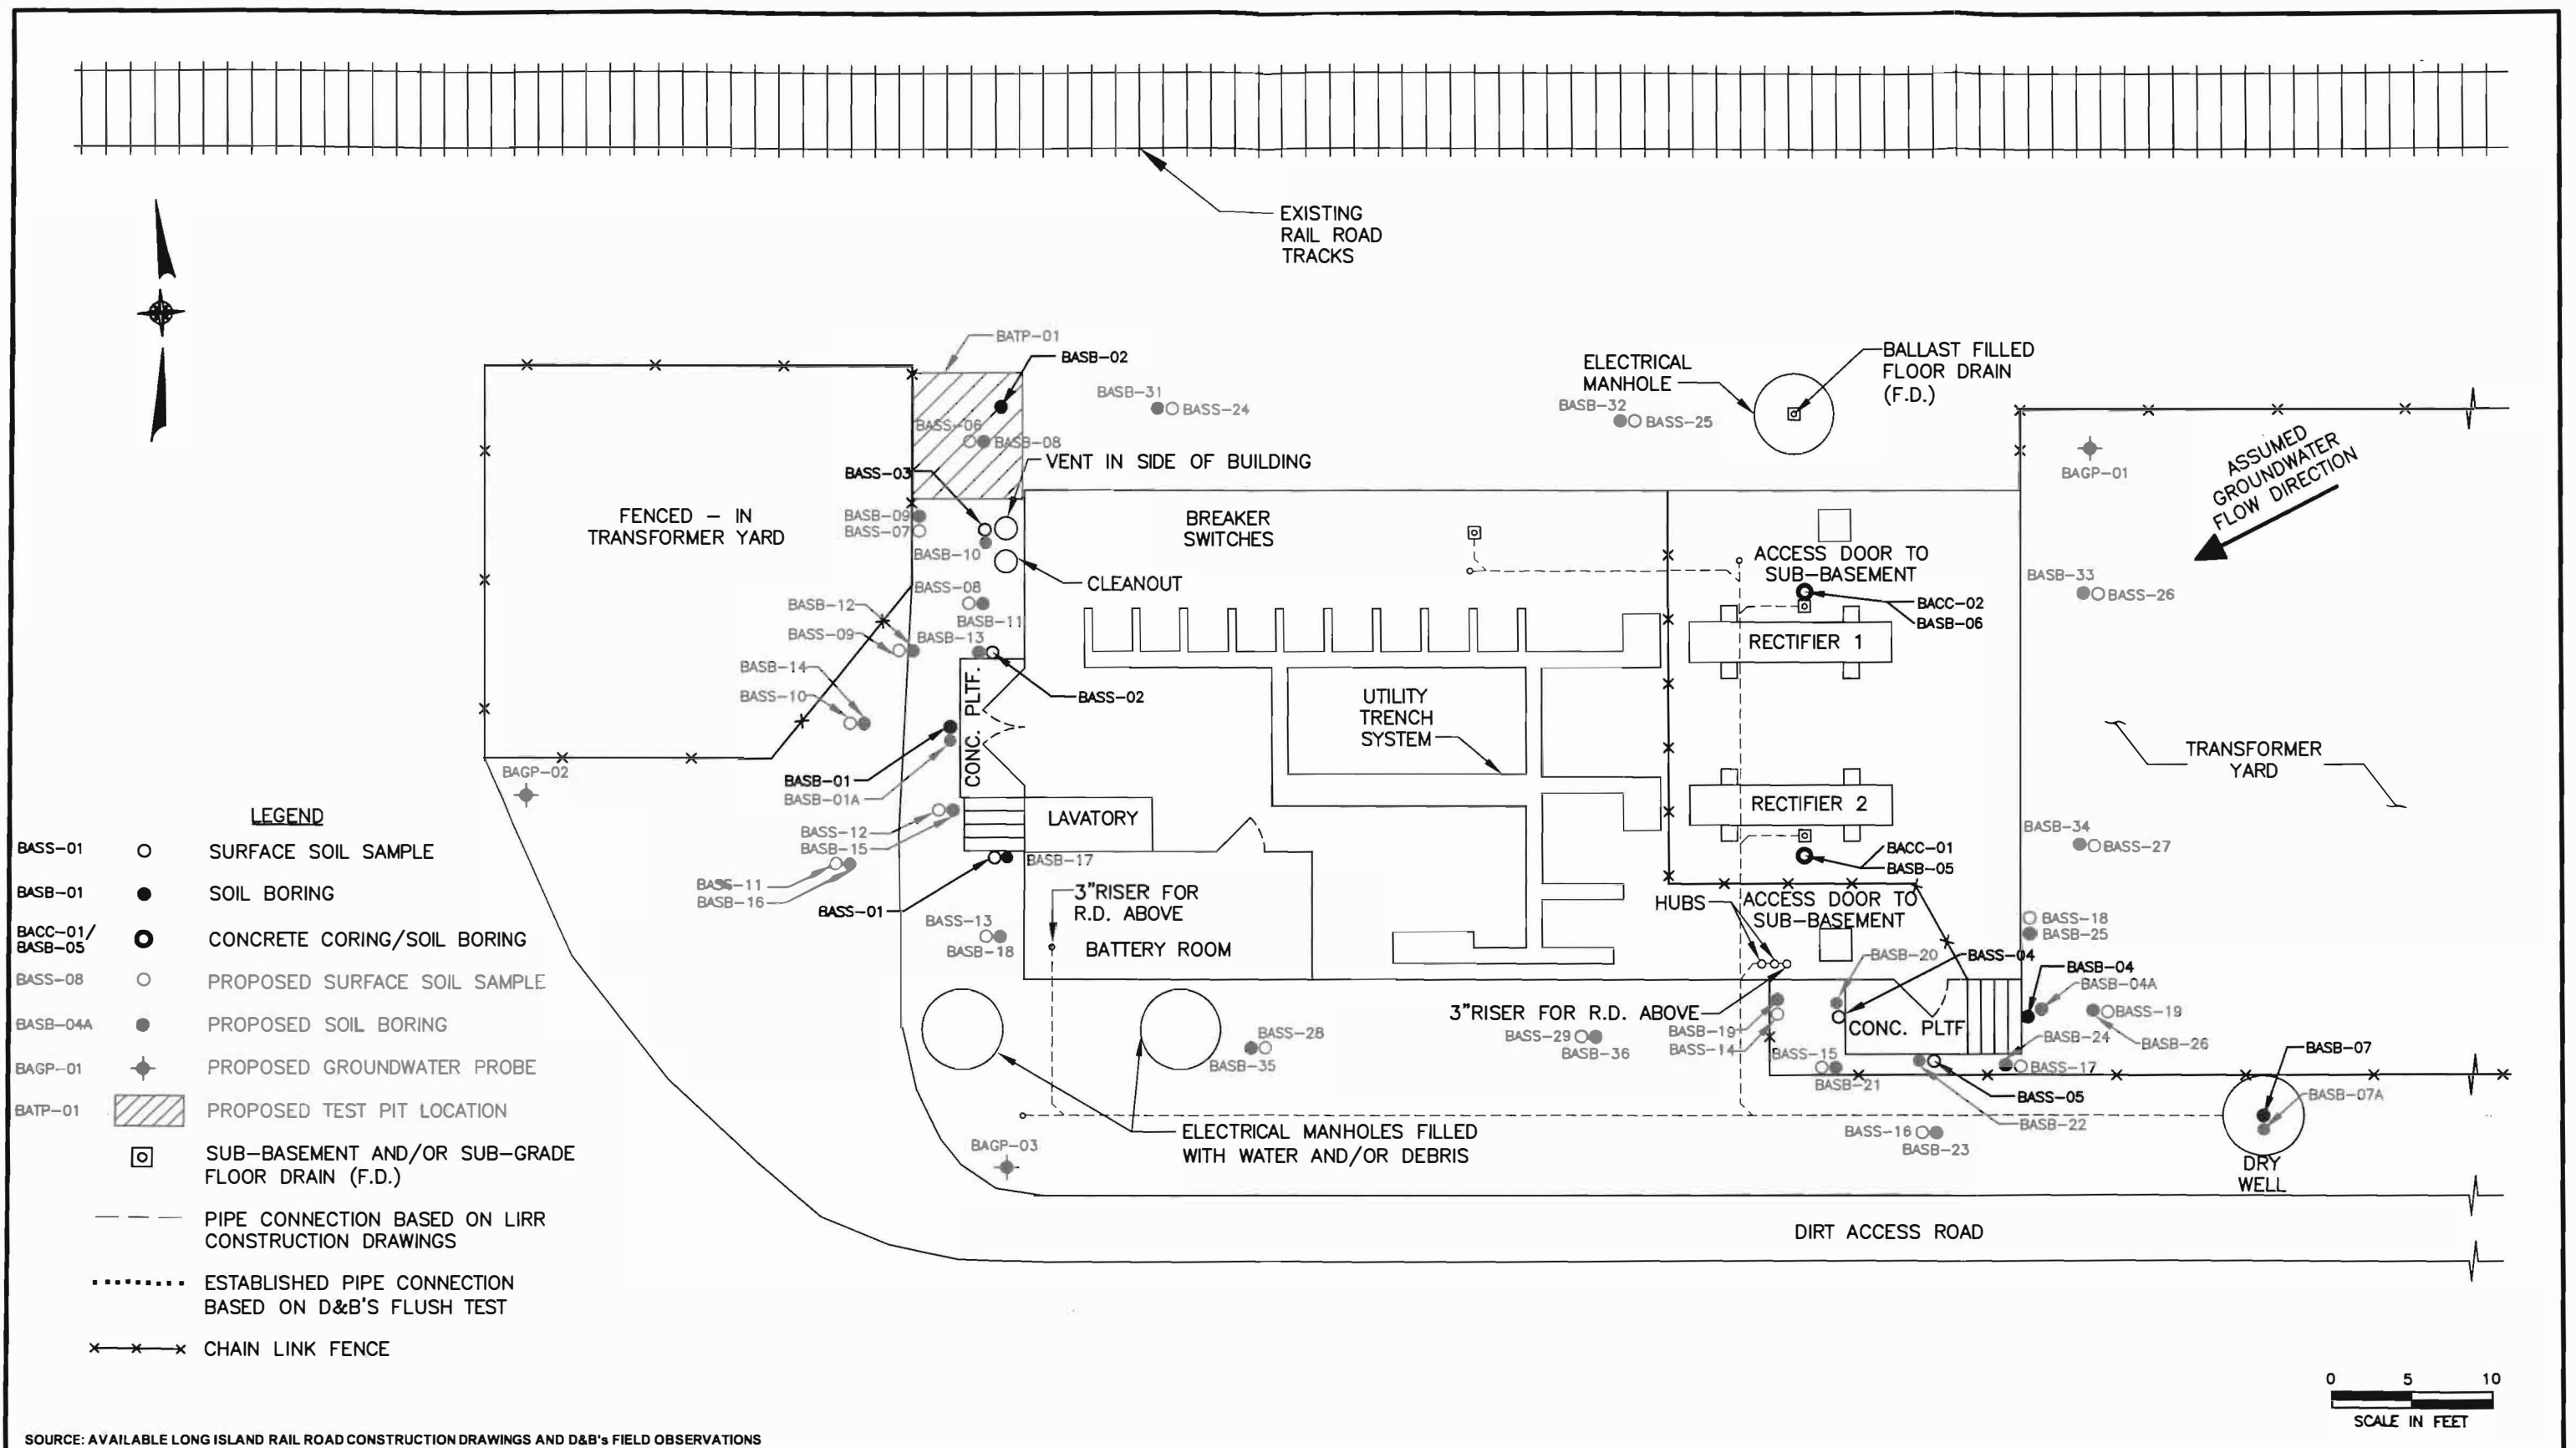 EXISTING
RAIL ROAD
TRACKS
BATP-01
BASB-02
BASS-06
BASB-08
BASB-31
BASS-24
VENT IN SIDE OF BUILDING
BASS-03
ELECTRICAL
MANHOLE
BALLAST FILLED
FLOOR DRAIN
(F.D.)
BASB-32
BASS-25
ASSUMED
GROUNDWATER
FLOW DIRECTION
BAGP-01
FENCED - IN
TRANSFORMER YARD
BASB-09
BASS-07
BASB-10
CLEANOUT
BREAKER
SWITCHES
ACCESS DOOR TO
SUB-BASEMENT
BACC-02
BASB-06
BASB-33
BASS-26
BASS-08
BASB-11
BASB-12
BASS-09
BASB-13
BASB-14
BASS-10
BASS-02
CONC. PLTF.
RECTIFIER 1
UTILITY
TRENCH
SYSTEM
TRANSFORMER
YARD
BAGP-02
BASB-01
BASB-01A
BASS-12
BASB-15
LAVATORY
RECTIFIER 2
BASB-34
BASS-27
BACC-01
BASB-05
BASB-17
BASS-11
BASB-16
BASS-01
BASS-13
BASB-18
3"RISER FOR
R.D. ABOVE
BATTERY ROOM
HUBS
ACCESS DOOR TO
SUB-BASEMENT
BASS-18
BASB-25
BASB-20
BASS-04
BASB-04
BASB-04A
BASS-19
BASB-26
BASB-24
3"RISER FOR R.D. ABOVE
BASB-19
BASS-14
CONC. PLTF
BASS-28
BASB-35
BASS-29
BASB-36
BASS-15
BASB-21
BASS-17
BASS-05
BASB-22
BASS-16
BASB-23
BASB-07
BASB-07A
DRY
WELL
BAGP-03
ELECTRICAL MANHOLES FILLED
WITH WATER AND/OR DEBRIS
DIRT ACCESS ROAD
LEGEND
BASS-01 SURFACE SOIL SAMPLE
BASB-01 SOIL BORING
BACC-01/
BASB-05 CONCRETE CORING/SOIL BORING
BASS-08 PROPOSED SURFACE SOIL SAMPLE
BASB-04A PROPOSED SOIL BORING
BAGP-01 PROPOSED GROUNDWATER PROBE
BATP-01 PROPOSED TEST PIT LOCATION
SUB-BASEMENT AND/OR SUB-GRADE
FLOOR DRAIN (F.D.)
PIPE CONNECTION BASED ON LIRR
CONSTRUCTION DRAWINGS
ESTABLISHED PIPE CONNECTION
BASED ON D&B'S FLUSH TEST
CHAIN LINK FENCE
0 5 10
SCALE IN FEET
SOURCE: AVAILABLE LONG ISLAND RAIL ROAD CONSTRUCTION DRAWINGS AND D&B's FIELD OBSERVATIONS